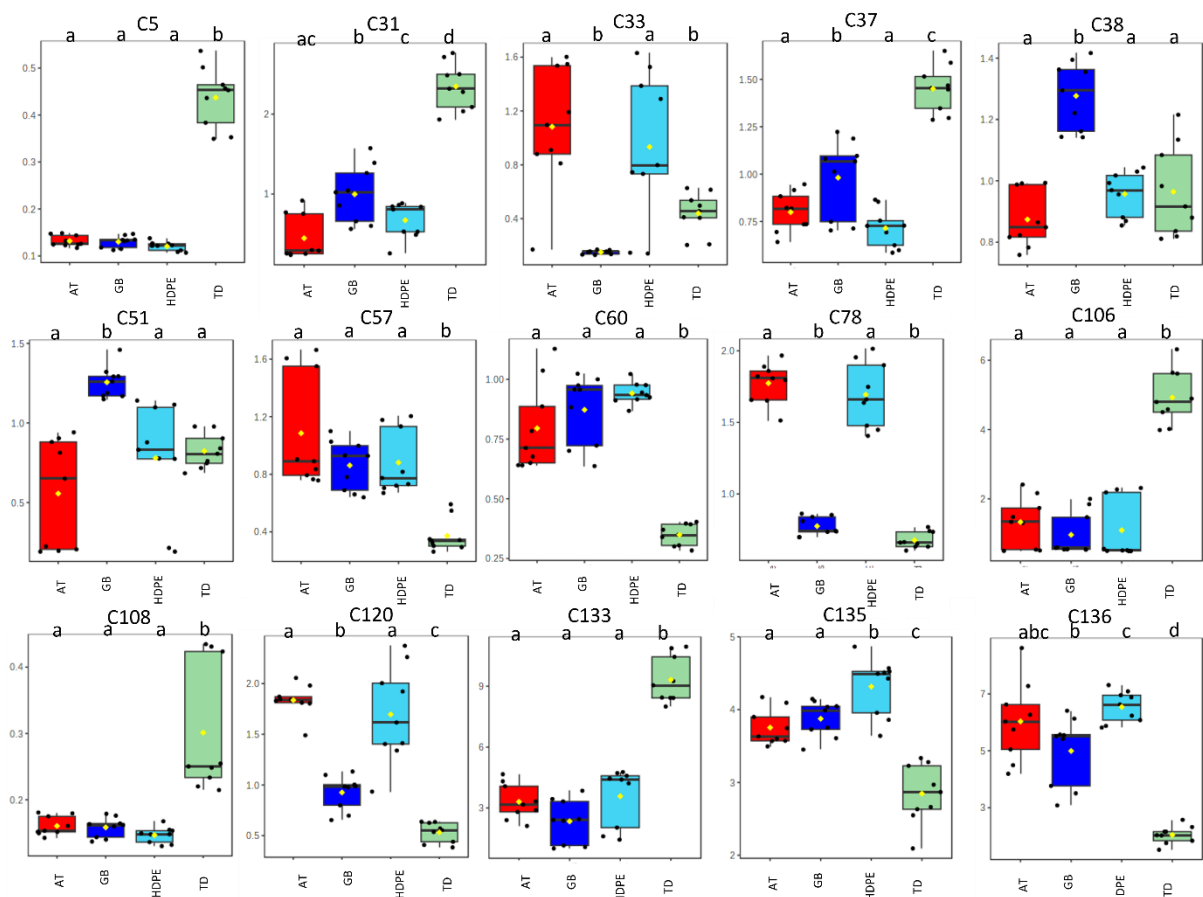 C5 C31 C33 C37 C38
a a a b ac b c d a b a b a b a c a b a a
0.5 0.4 0.3 0.2 0.1
2 1
1.6 1.2 0.8 0.4
1.50 1.25 1.00 0.75
1.4 1.2 1.0 0.8
AT GB HDPE TD AT GB HDPE TD AT GB HDPE TD AT GB HDPE TD AT GB HDPE TD
C51 C57 C60 C78 C106
a b a a a a a b a a a b a b a b a a a b
1.5 1.0 0.5
1.6 1.2 0.8 0.4
1.00 0.75 0.50 0.25
2.0 1.5 1.0
6 4 2
AT GB HDPE TD AT GB HDPE TD AT GB HDPE TD AT GB HDPE TD AT GB HDPE TD
C108 C120 C133 C135 C136
a a a b a b a c a a a b a a b c abc b c d
0.4 0.3 0.2
2.0 1.5 1.0 0.5
9 6 3
5 4 3 2
7 5 3
AT GB HDPE TD AT GB HDPE TD AT GB HDPE TD AT GB HDPE TD AT GB HDPE TD